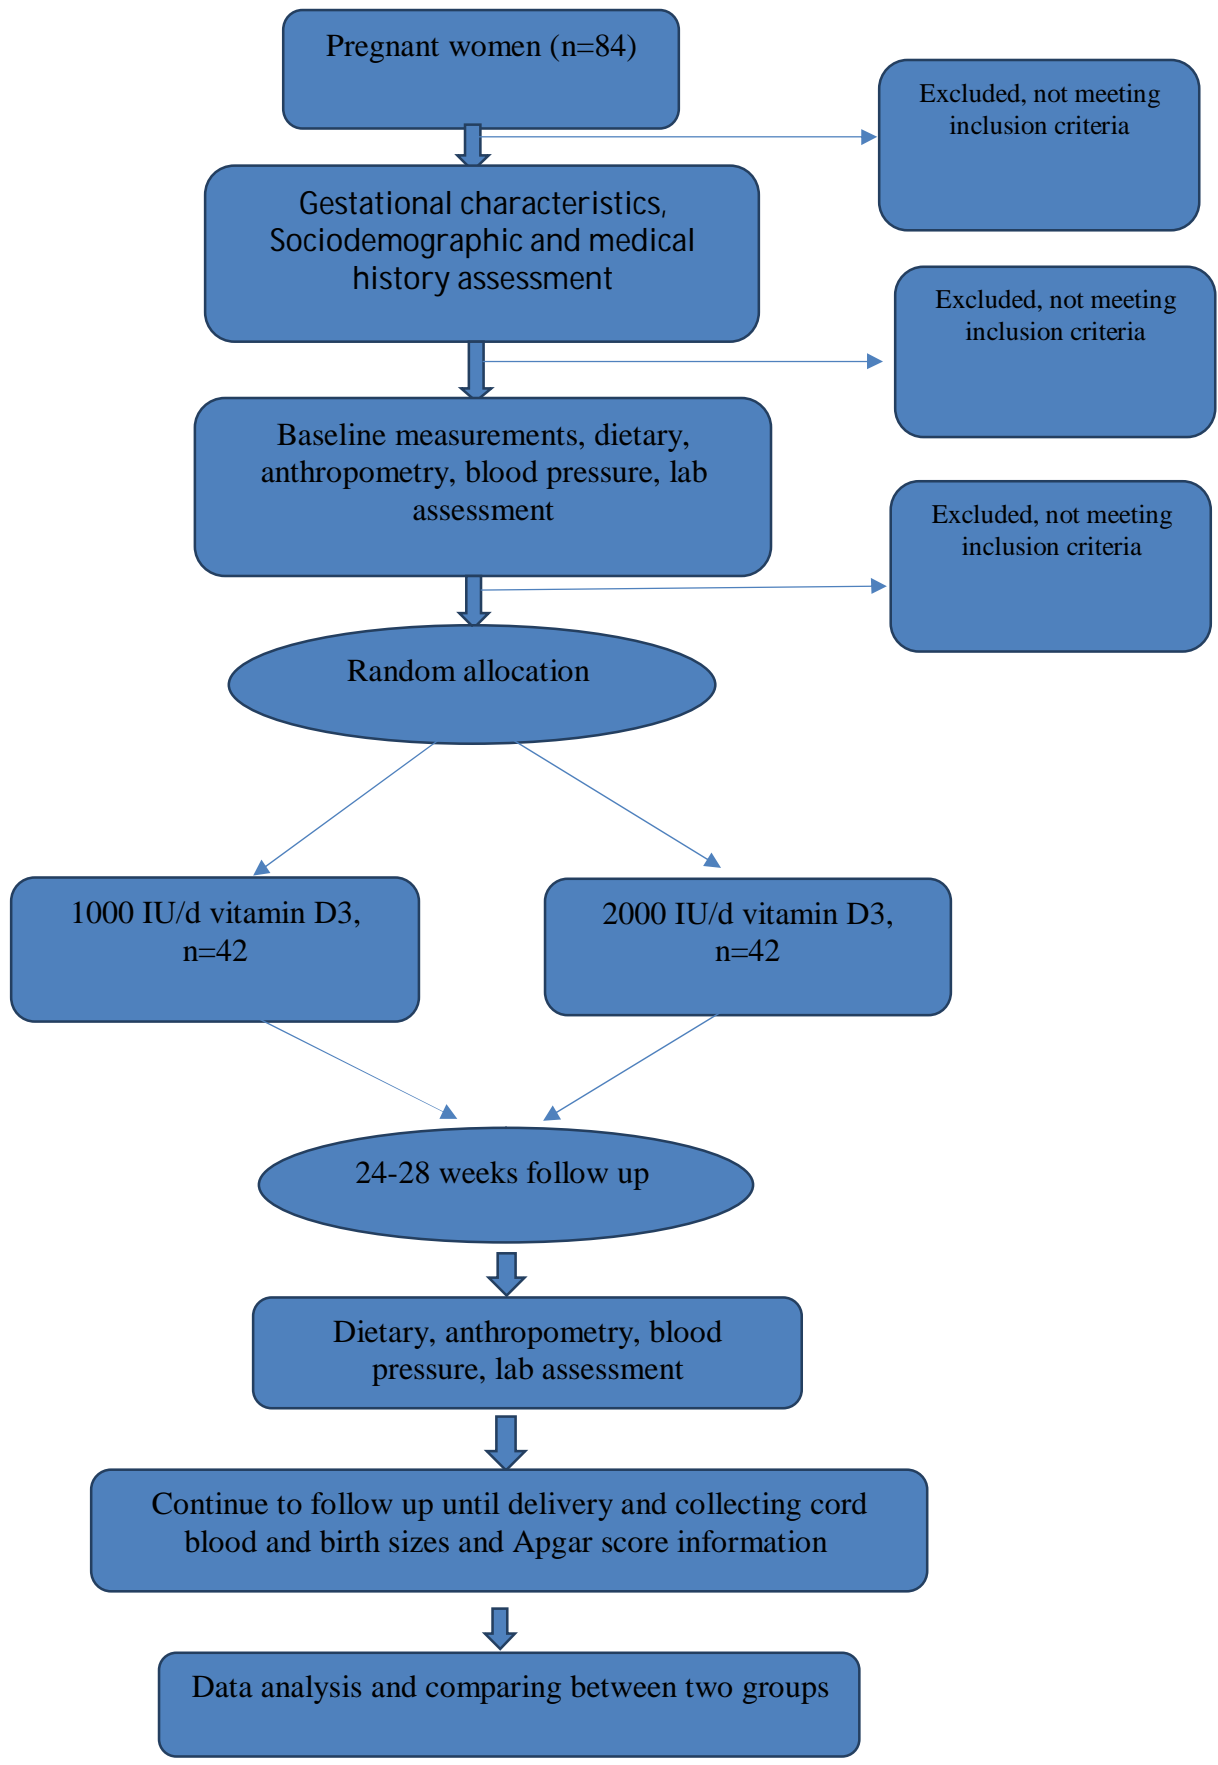 Pregnant women (n=84)
Excluded, not meeting
inclusion criteria
Gestational characteristics,
Sociodemographic and medical
history assessment
Excluded, not meeting
inclusion criteria
Baseline measurements, dietary,
anthropometry, blood pressure, lab
assessment
Excluded, not meeting
inclusion criteria
Random allocation
1000 IU/d vitamin D3,
n=42
2000 IU/d vitamin D3,
n=42
24-28 weeks follow up
Dietary, anthropometry, blood
pressure, lab assessment
Continue to follow up until delivery and collecting cord
blood and birth sizes and Apgar score information
Data analysis and comparing between two groups